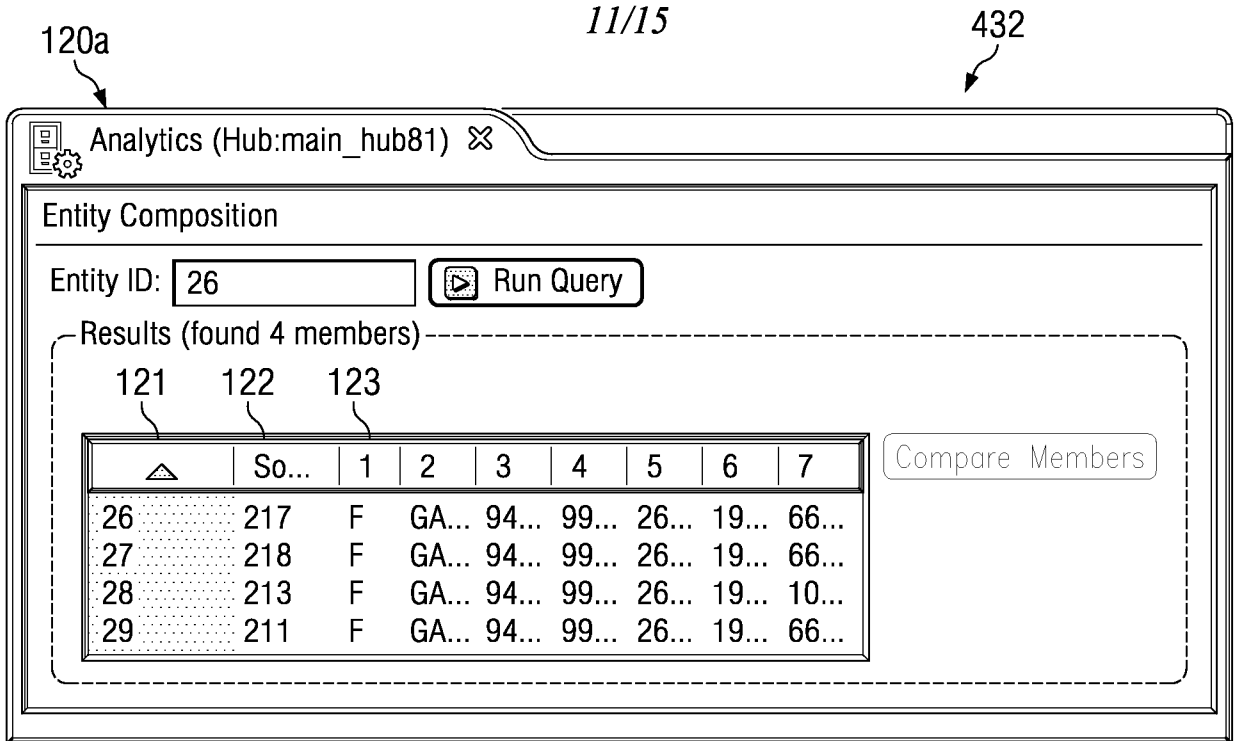 11/15
120a
432
Analytics (Hub:main_hub81)
Entity Composition
Entity ID: 26 Run Query
Results (found 4 members)
121 122 123
So... 1 2 3 4 5 6 7
Compare Members
26 217 F GA... 94... 99... 26... 19... 66...
27 218 F GA... 94... 99... 26... 19... 66...
28 213 F GA... 94... 99... 26... 19... 10...
29 211 F GA... 94... 99... 26... 19... 66...